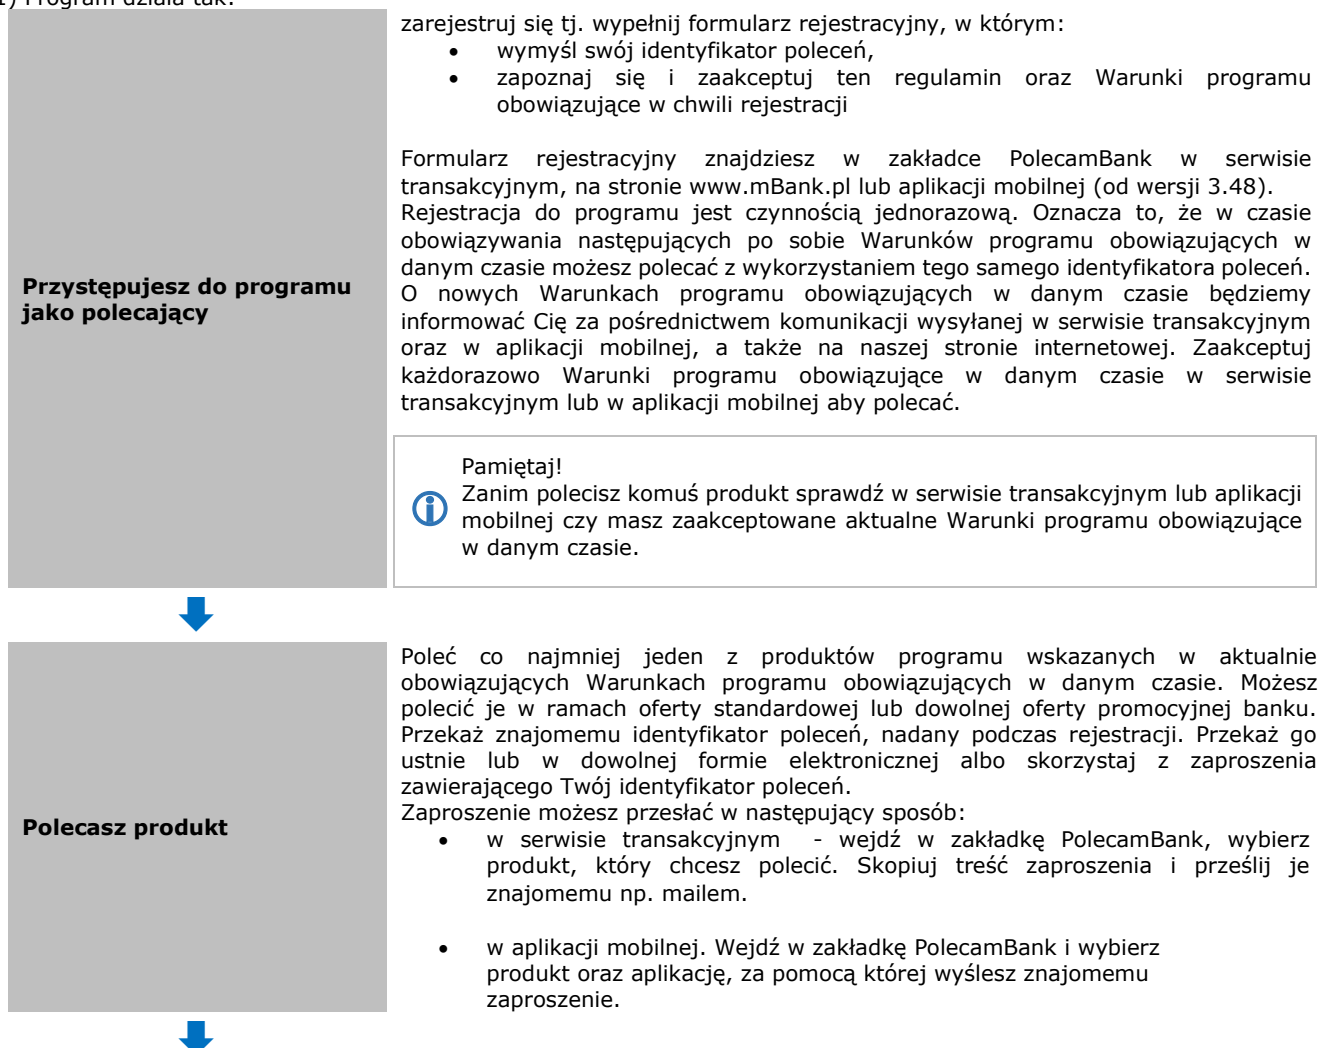 1) Program działa tak:
zarejestruj się tj. wypełnij formularz rejestracyjny, w którym:
• wymyśl swój identyfikator poleceń,
• zapoznaj się i zaakceptuj ten regulamin oraz Warunki programu
obowiązujące w chwili rejestracji
Formularz rejestracyjny znajdziesz w zakładce PolecamBank w serwisie
transakcyjnym, na stronie www.mBank.pl lub aplikacji mobilnej (od wersji 3.48).
Rejestracja do programu jest czynnością jednorazową. Oznacza to, że w czasie
obowiązywania następujących po sobie Warunków programu obowiązujących w
danym czasie możesz polecać z wykorzystaniem tego samego identyfikatora poleceń.
O nowych Warunkach programu obowiązujących w danym czasie będziemy
informować Cię za pośrednictwem komunikacji wysyłanej w serwisie transakcyjnym
oraz w aplikacji mobilnej, a także na naszej stronie internetowej. Zaakceptuj
każdorazowo Warunki programu obowiązujące w danym czasie w serwisie
transakcyjnym lub w aplikacji mobilnej aby polecać.
Przystępujesz do programu
jako polecający
Pamiętaj!
Zanim polecisz komuś produkt sprawdź w serwisie transakcyjnym lub aplikacji
mobilnej czy masz zaakceptowane aktualne Warunki programu obowiązujące
w danym czasie.
Polecasz produkt
Poleć co najmniej jeden z produktów programu wskazanych w aktualnie
obowiązujących Warunkach programu obowiązujących w danym czasie. Możesz
polecić je w ramach oferty standardowej lub dowolnej oferty promocyjnej banku.
Przekaż znajomemu identyfikator poleceń, nadany podczas rejestracji. Przekaż go
ustnie lub w dowolnej formie elektronicznej albo skorzystaj z zaproszenia
zawierającego Twój identyfikator poleceń.
Zaproszenie możesz przesłać w następujący sposób:
• w serwisie transakcyjnym - wejdź w zakładkę PolecamBank, wybierz
produkt, który chcesz polecić. Skopiuj treść zaproszenia i prześlij je
znajomemu np. mailem.
• w aplikacji mobilnej. Wejdź w zakładkę PolecamBank i wybierz
produkt oraz aplikację, za pomocą której wyślesz znajomemu
zaproszenie.